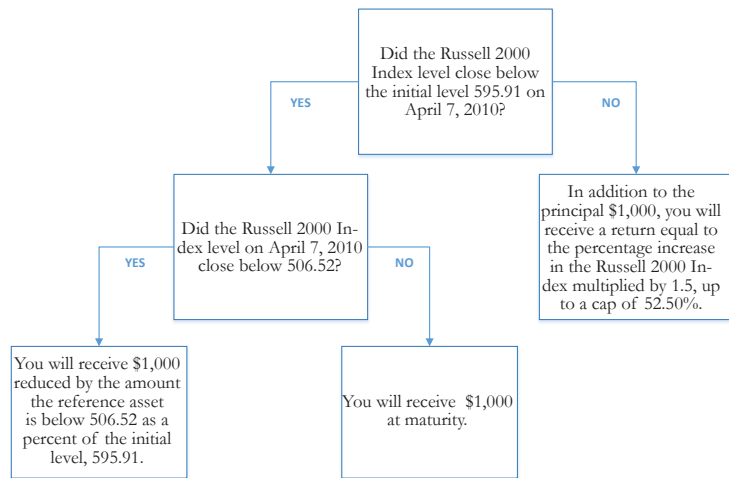 Did the Russell 2000
Index level close below
the initial level 595.91 on
April 7, 2010?
YES
NO
Did the Russell 2000 In-
dex level on April 7, 2010
close below 506.52?
In addition to the
principal $1,000, you will
receive a return equal to
the percentage increase
in the Russell 2000 In-
dex multiplied by 1.5, up
to a cap of 52.50%.
YES
NO
You will receive $1,000
reduced by the amount
the reference asset
is below 506.52 as a
percent of the initial
level, 595.91.
You will receive $1,000
at maturity.